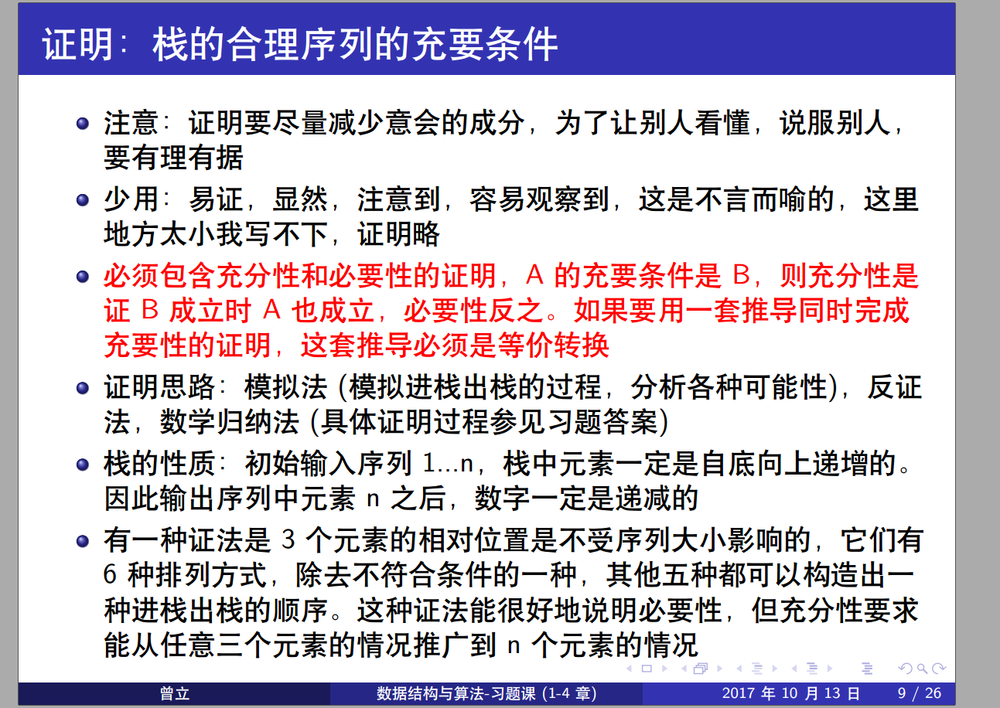 证明：栈的合理序列的充要条件
注意：证明要尽量减少意会的成分，为了让别人看懂，说服别人，
要有理有据
少用：易证，显然，注意到，容易观察到，这是不言而喻的，这里
地方太小我写不下，证明略
必须包含充分性和必要性的证明，A 的充要条件是 B，则充分性是
证 B 成立时 A 也成立，必要性反之。如果要用一套推导同时完成
充要性的证明，这套推导必须是等价转换
证明思路：模拟法 (模拟进栈出栈的过程，分析各种可能性)，反证
法，数学归纳法 (具体证明过程参见习题答案)
栈的性质：初始输入序列 1...n，栈中元素一定是自底向上递增的。
因此输出序列中元素 n 之后，数字一定是递减的
有一种证法是 3 个元素的相对位置是不受序列大小影响的，它们有
6 种排列方式，除去不符合条件的一种，其他五种都可以构造出一
种进栈出栈的顺序。这种证法能很好地说明必要性，但充分性要求
能从任意三个元素的情况推广到 n 个元素的情况
曾立 数据结构与算法-习题课 (1-4 章) 2017 年 10 月 13 日 9 / 26